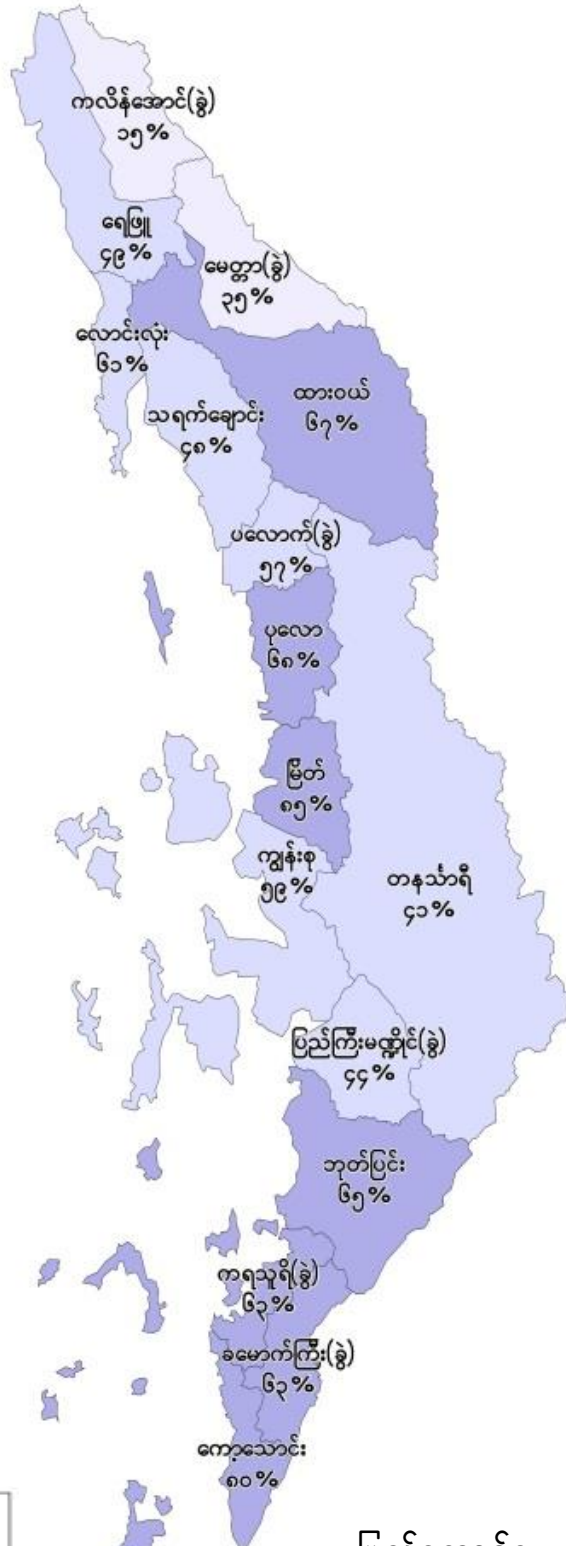 ကလိန်အောင်(ခွဲ)
၁၅%
ရေဖြူ
၄၉%
မေတ္တာ(ခွဲ)
၃၅%
လောင်းလုံး
၆၁%
ထားဝယ်
၆၇%
သရက်ချောင်း
၄၈%
ပလောက်(ခွဲ)
၅၇%
ပုလော
၆၈%
မြိတ်
၈၅%
ကျွန်းစု
၅၉%
တနင်္သာရီ
၄၁%
ပြည်ကြီးမဏ္ဍိုင်(ခွဲ)
၄၄%
ဘုတ်ပြင်း
၆၅%
ကရသူရိ(ခွဲ)
၆၃%
ခမောက်ကြီး(ခွဲ)
၆၃%
ကော့သောင်း
၈၀%